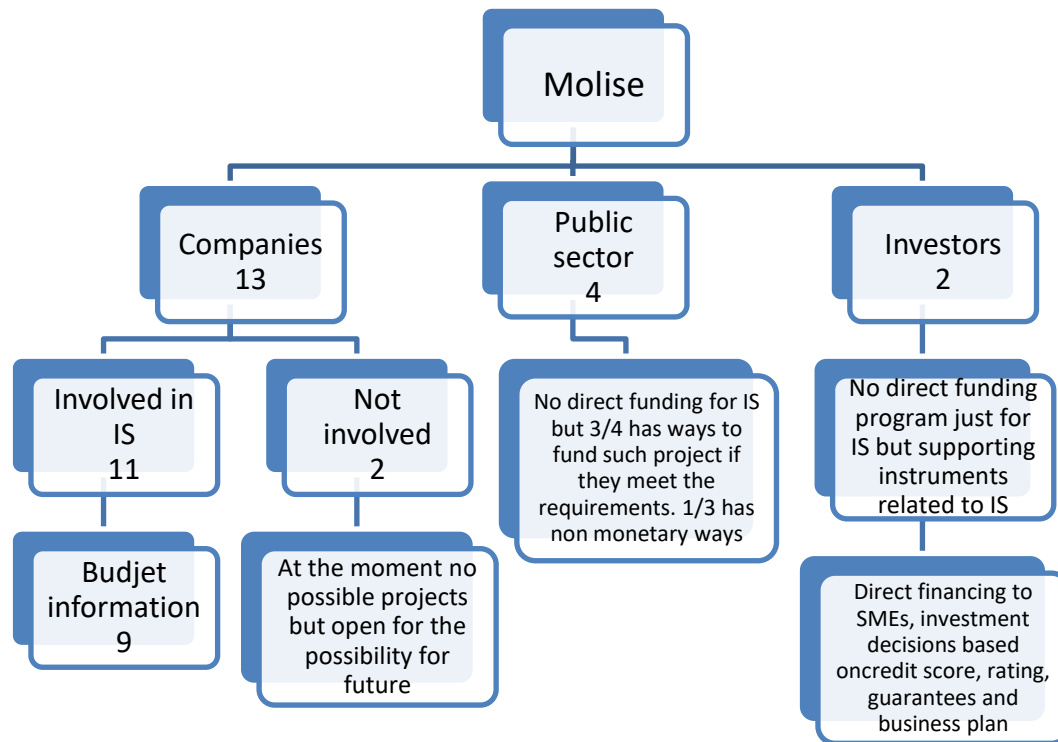 Molise
Companies
13
Public
sector
4
Investors
2
Involved in
IS
11
Not
involved
2
No direct funding for IS
but 3/4 has ways to
fund such project if
they meet the
requirements. 1/3 has
non monetary ways
No direct funding
program just for
IS but supporting
instruments
related to IS
Budjet
information
9
At the moment no
possible projects
but open for the
possibility for
future
Direct financing to
SMEs, investment
decisions based
oncredit score, rating,
guarantees and
business plan